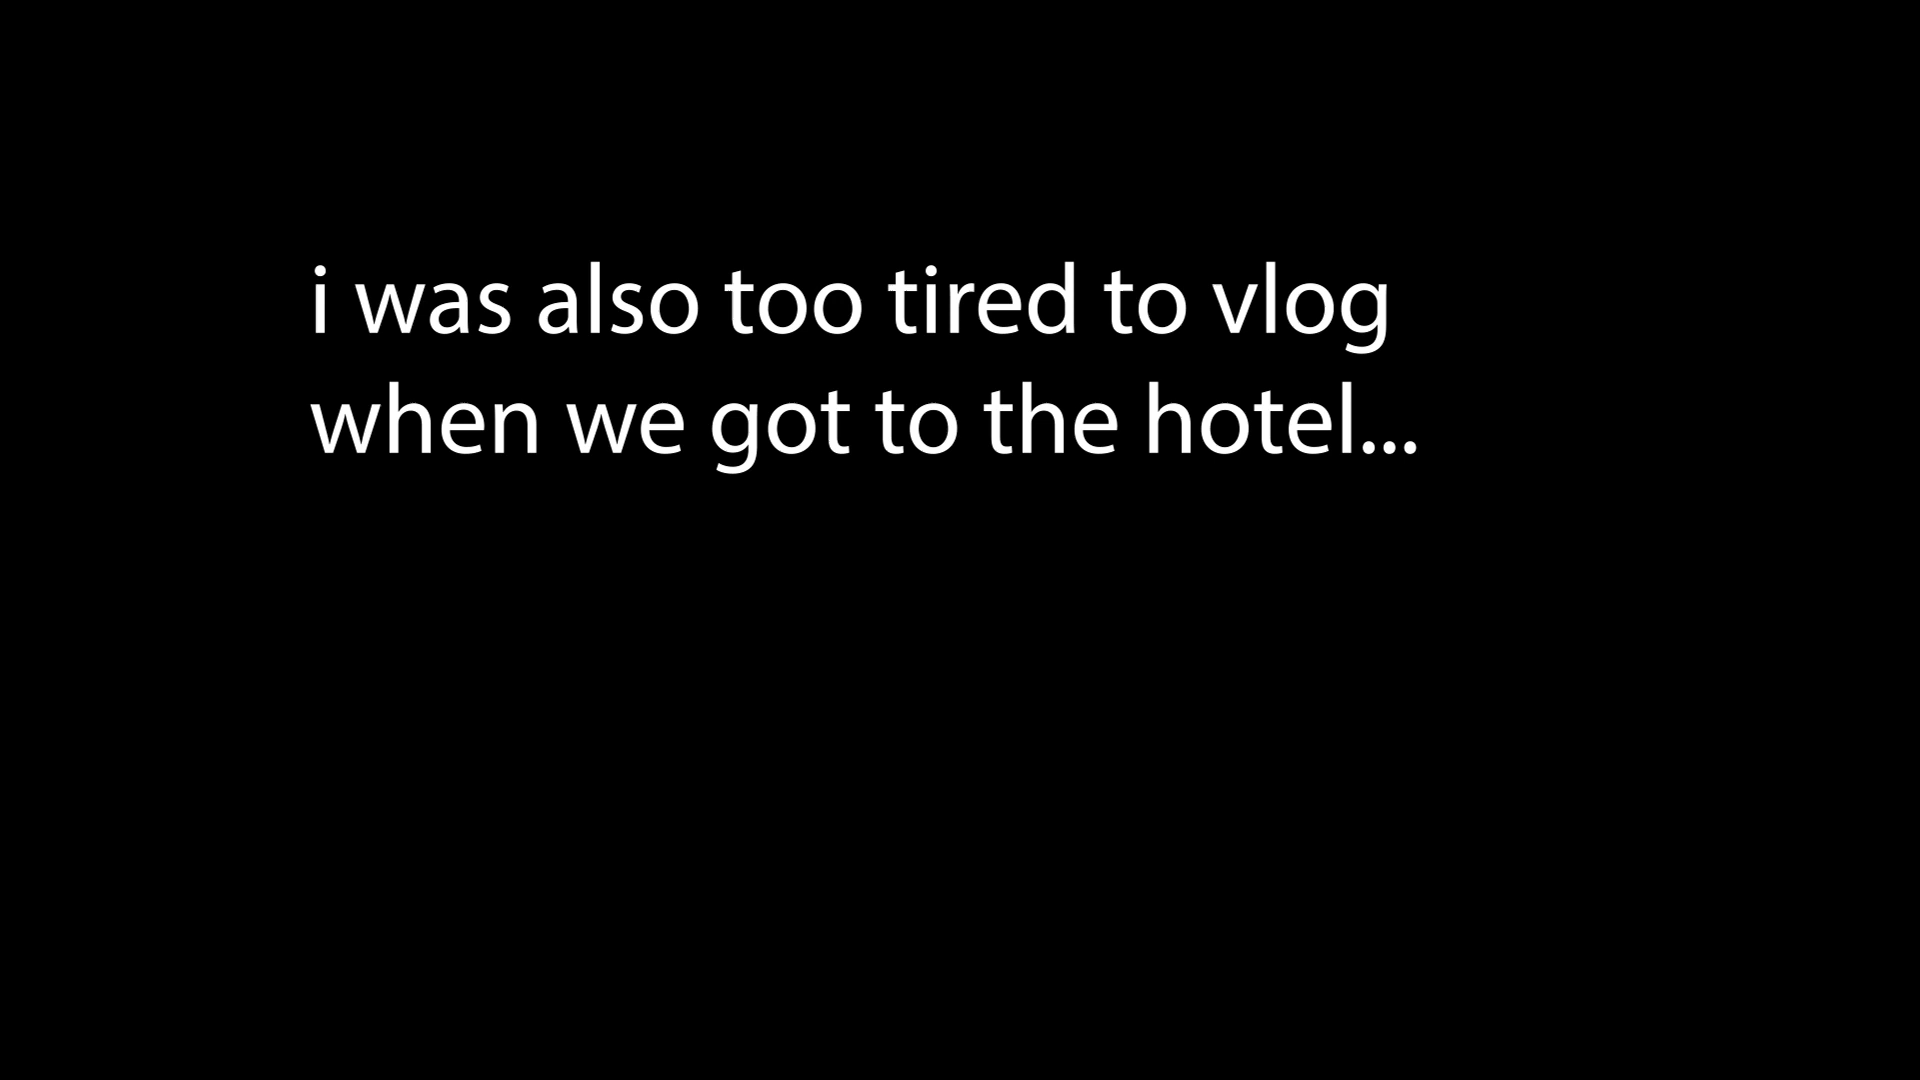 i was also too tired to vlog
when we got to the hotel...